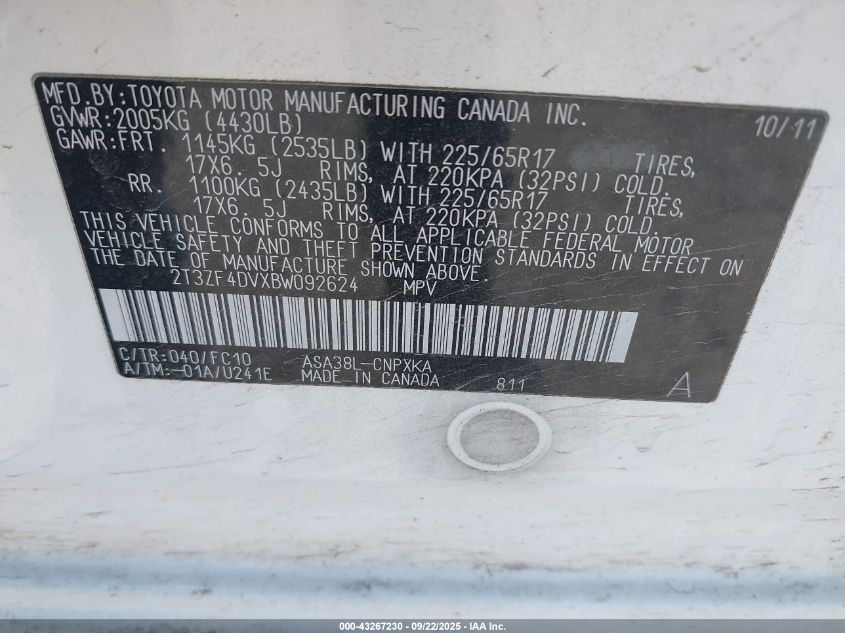 MFD.BY:TOYOTA MOTOR MANUFACTURING CANADA INC. 10/11
GVWR:2005KG (4430LB)
GAWR:FRT. 1145KG (2535LB) WITH 225/65R17 TIRES,
17X6.5J RIMS, AT 220KPA (32PSI) COLD.
RR. 1100KG (2435LB) WITH 225/65R17 TIRES,
17X6.5J RIMS, AT 220KPA (32PSI) COLD.
THIS VEHICLE CONFORMS TO ALL APPLICABLE FEDERAL MOTOR
VEHICLE SAFETY AND THEFT PREVENTION STANDARDS IN EFFECT ON
THE DATE OF MANUFACTURE SHOWN ABOVE.
2T3ZF4DVXBW092624 MPV
C/TR:040/FC10 ASA38L-CNPXKA
A/TM:-01A/U241E MADE IN CANADA 811 A
000-43267230 - 09/22/2025 - IAA Inc.